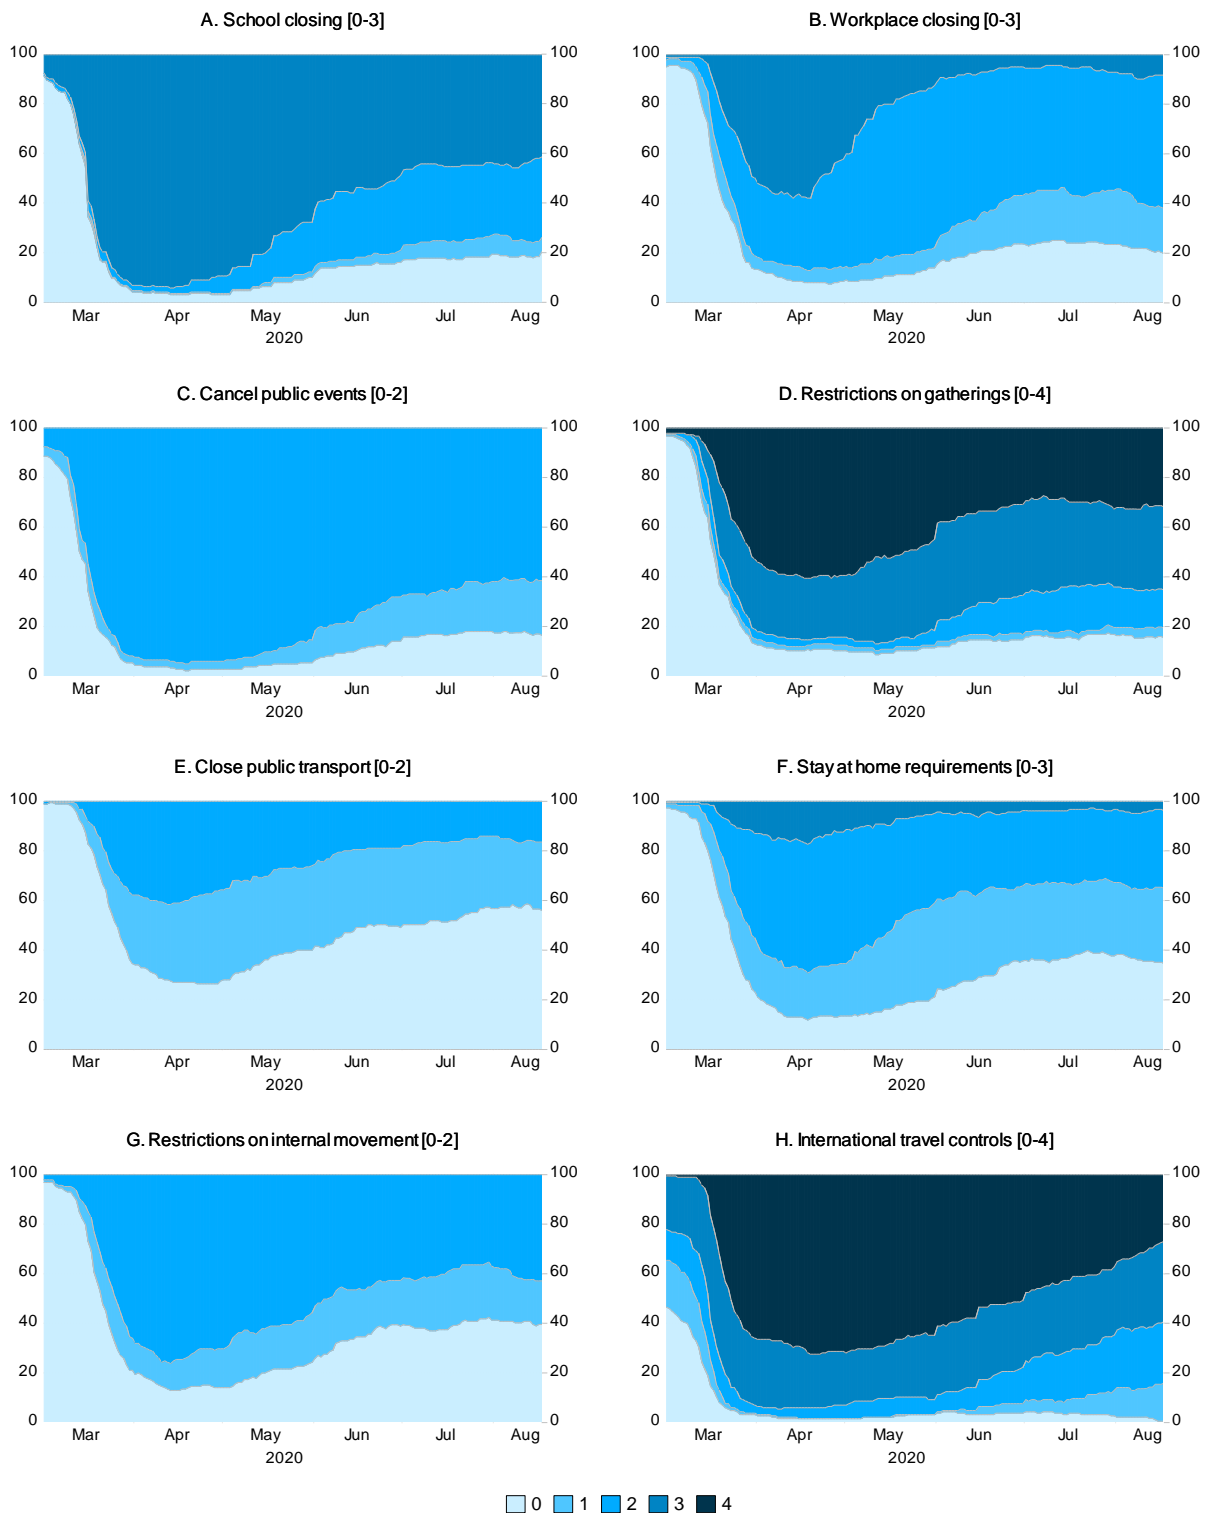 A. School closing [0-3]
B. Workplace closing [0-3]
100 100 100 100
80 80 80 80
60 60 60 60
40 40 40 40
20 20 20 20
0 0 0 0
Mar Apr May Jun Jul Aug Mar Apr May Jun Jul Aug
2020 2020
C. Cancel public events [0-2]
D. Restrictions on gatherings [0-4]
100 100 100 100
80 80 80 80
60 60 60 60
40 40 40 40
20 20 20 20
0 0 0 0
Mar Apr May Jun Jul Aug Mar Apr May Jun Jul Aug
2020 2020
E. Close public transport [0-2]
F. Stay at home requirements [0-3]
100 100 100 100
80 80 80 80
60 60 60 60
40 40 40 40
20 20 20 20
0 0 0 0
Mar Apr May Jun Jul Aug Mar Apr May Jun Jul Aug
2020 2020
G. Restrictions on internal movement [0-2]
H. International travel controls [0-4]
100 100 100 100
80 80 80 80
60 60 60 60
40 40 40 40
20 20 20 20
0 0 0 0
Mar Apr May Jun Jul Aug Mar Apr May Jun Jul Aug
2020 2020
0 1 2 3 4